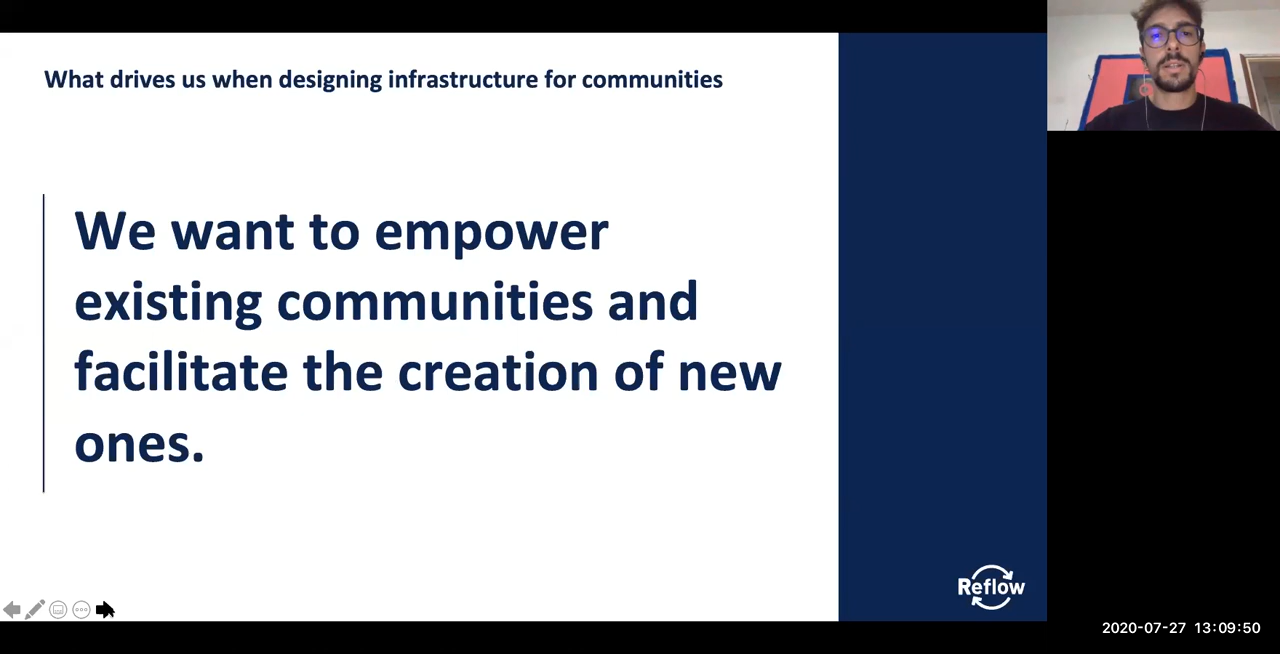 What drives us when designing infrastructure for communities
We want to empower
existing communities and
facilitate the creation of new
ones.
Reflow
2020-07-27 13:09:50